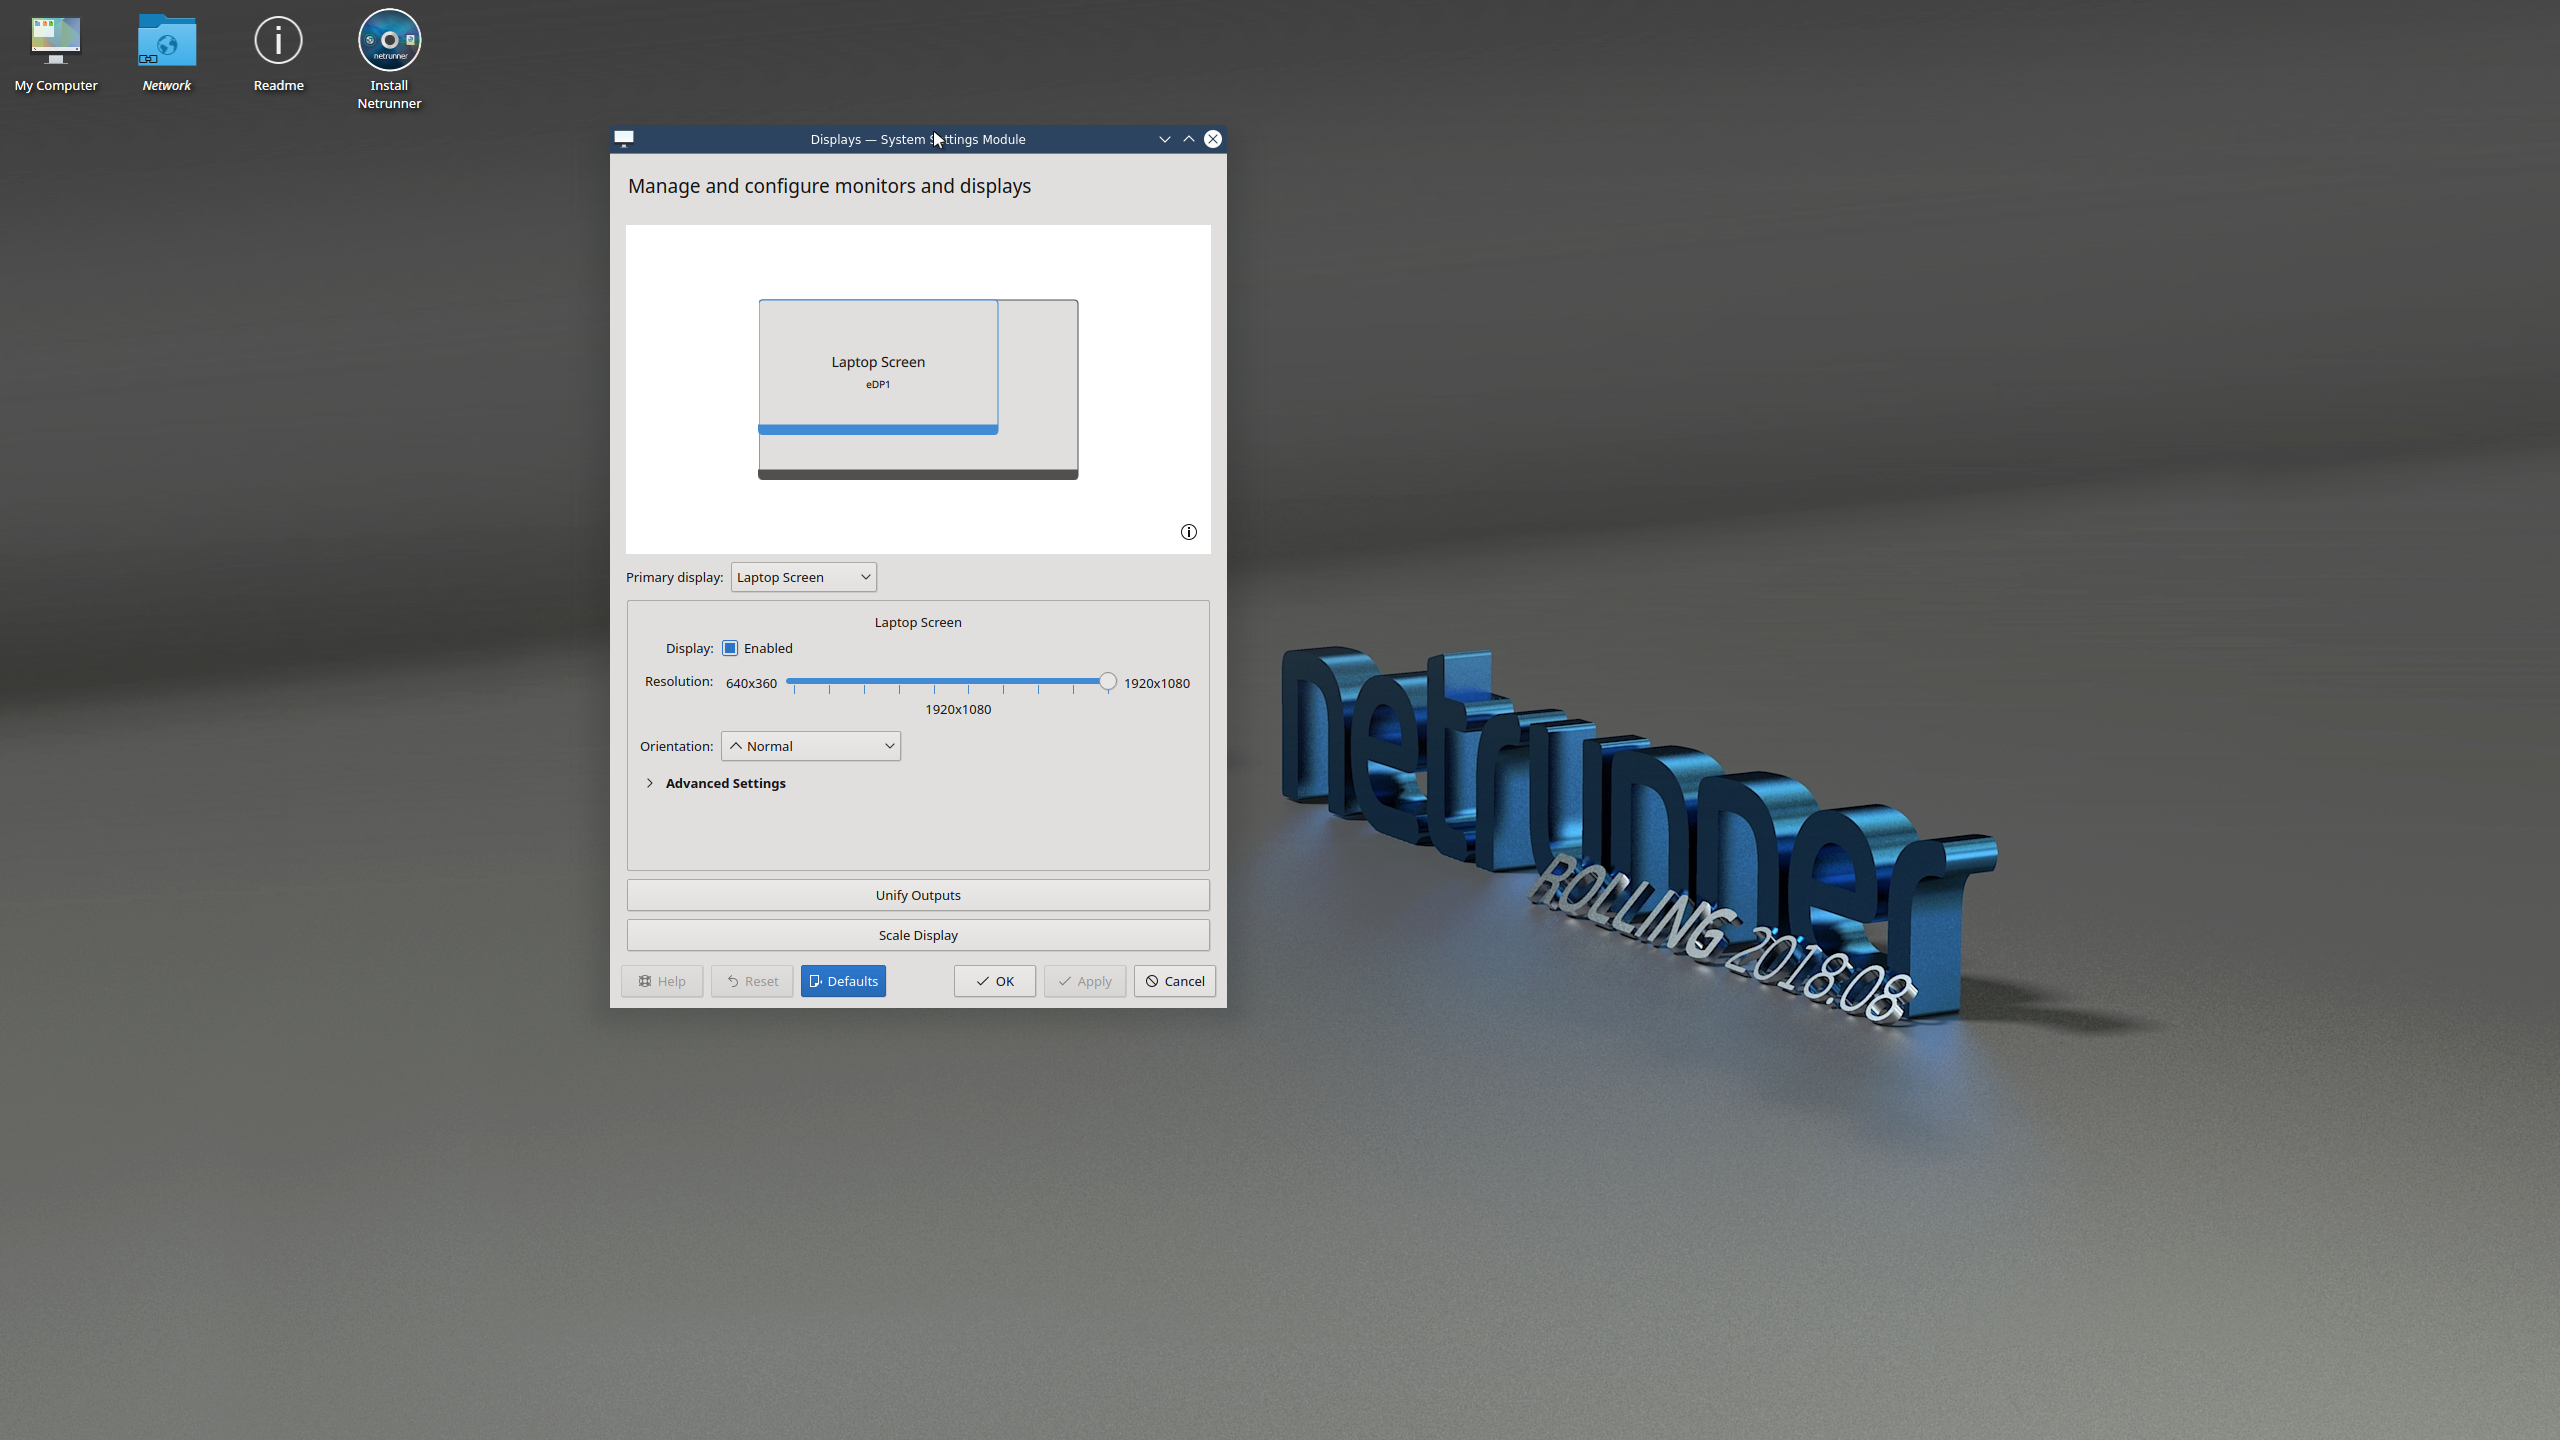 My Computer
Network
Readme
netrunner
Install
Netrunner
Displays — System Settings Module
Manage and configure monitors and displays
Laptop Screen
eDP1
Primary display: Laptop Screen
Laptop Screen
Display: Enabled
Resolution: 640x360 1920x1080
1920x1080
Orientation: Normal
Advanced Settings
Unify Outputs
Scale Display
Help Reset Defaults OK Apply Cancel
netrunner
ROLLING 2018.08